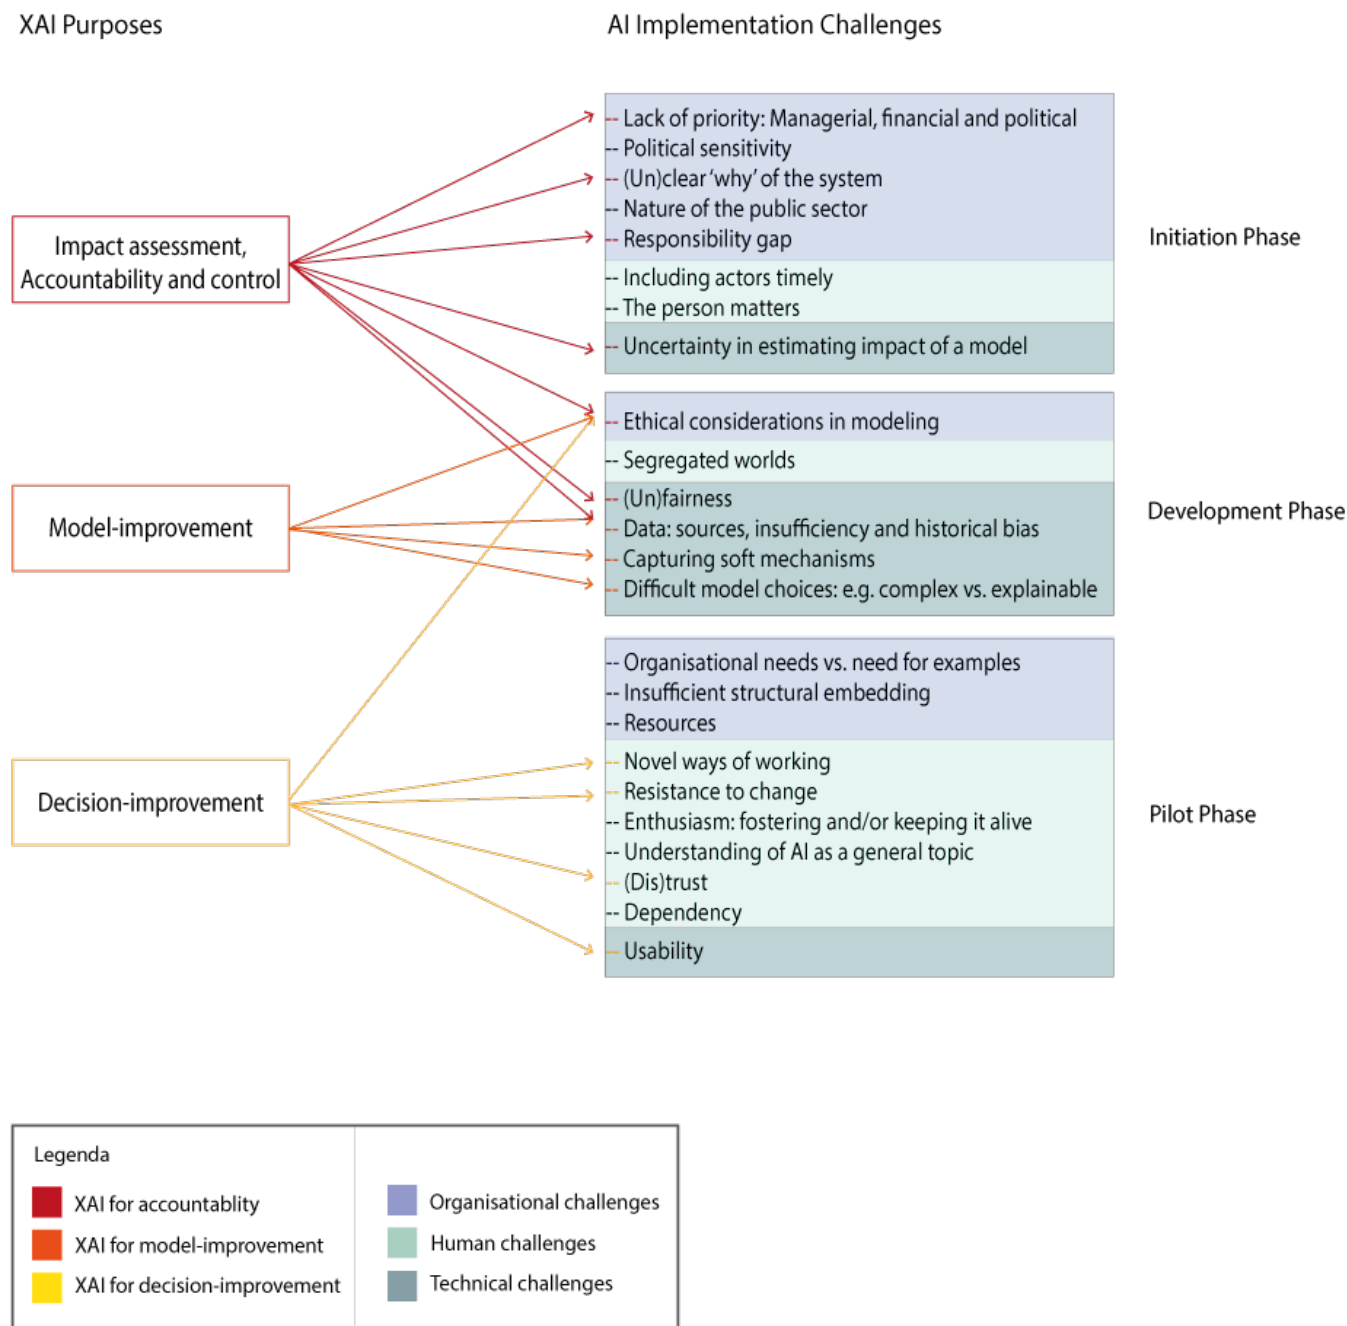 XAI Purposes
AI Implementation Challenges
Impact assessment,
Accountability and control
Model-improvement
Decision-improvement
-- Lack of priority: Managerial, financial and political
-- Political sensitivity
-- (Un)clear ‘why’ of the system
-- Nature of the public sector
-- Responsibility gap
-- Including actors timely
-- The person matters
-- Uncertainty in estimating impact of a model
Initiation Phase
-- Ethical considerations in modeling
-- Segregated worlds
-- (Un)fairness
-- Data: sources, insufficiency and historical bias
-- Capturing soft mechanisms
-- Difficult model choices: e.g. complex vs. explainable
Development Phase
-- Organisational needs vs. need for examples
-- Insufficient structural embedding
-- Resources
-- Novel ways of working
-- Resistance to change
-- Enthusiasm: fostering and/or keeping it alive
-- Understanding of AI as a general topic
-- (Dis)trust
-- Dependency
-- Usability
Pilot Phase
Legenda
XAI for accountablity
XAI for model-improvement
XAI for decision-improvement
Organisational challenges
Human challenges
Technical challenges